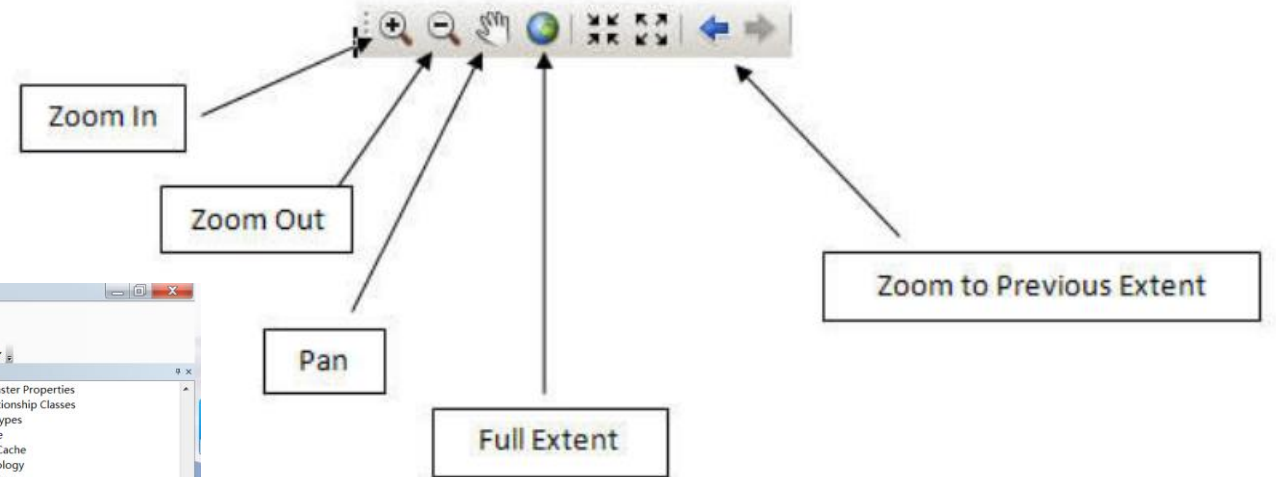 Zoom In
Zoom Out
Zoom to Previous Extent
Pan
Full Extent
ster Properties
ionship Classes
ypes
Cache
ology